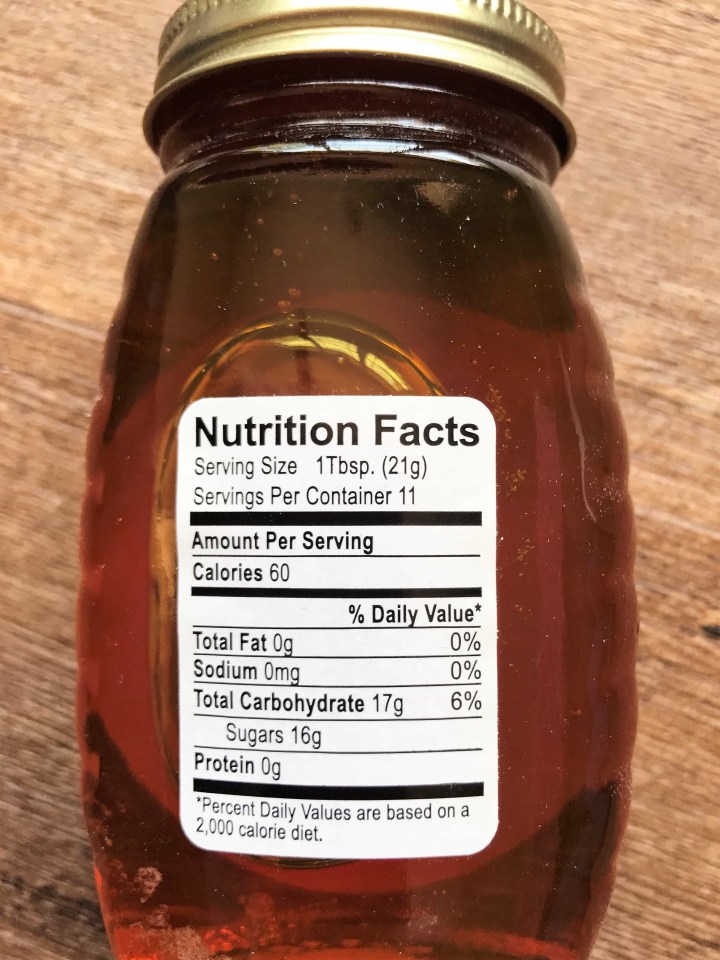 Nutrition Facts
Serving Size 1Tbsp. (21g)
Servings Per Container 11
Amount Per Serving
Calories 60
% Daily Value*
Total Fat 0g 0%
Sodium 0mg 0%
Total Carbohydrate 17g 6%
Sugars 16g
Protein 0g
*Percent Daily Values are based on a
2,000 calorie diet.